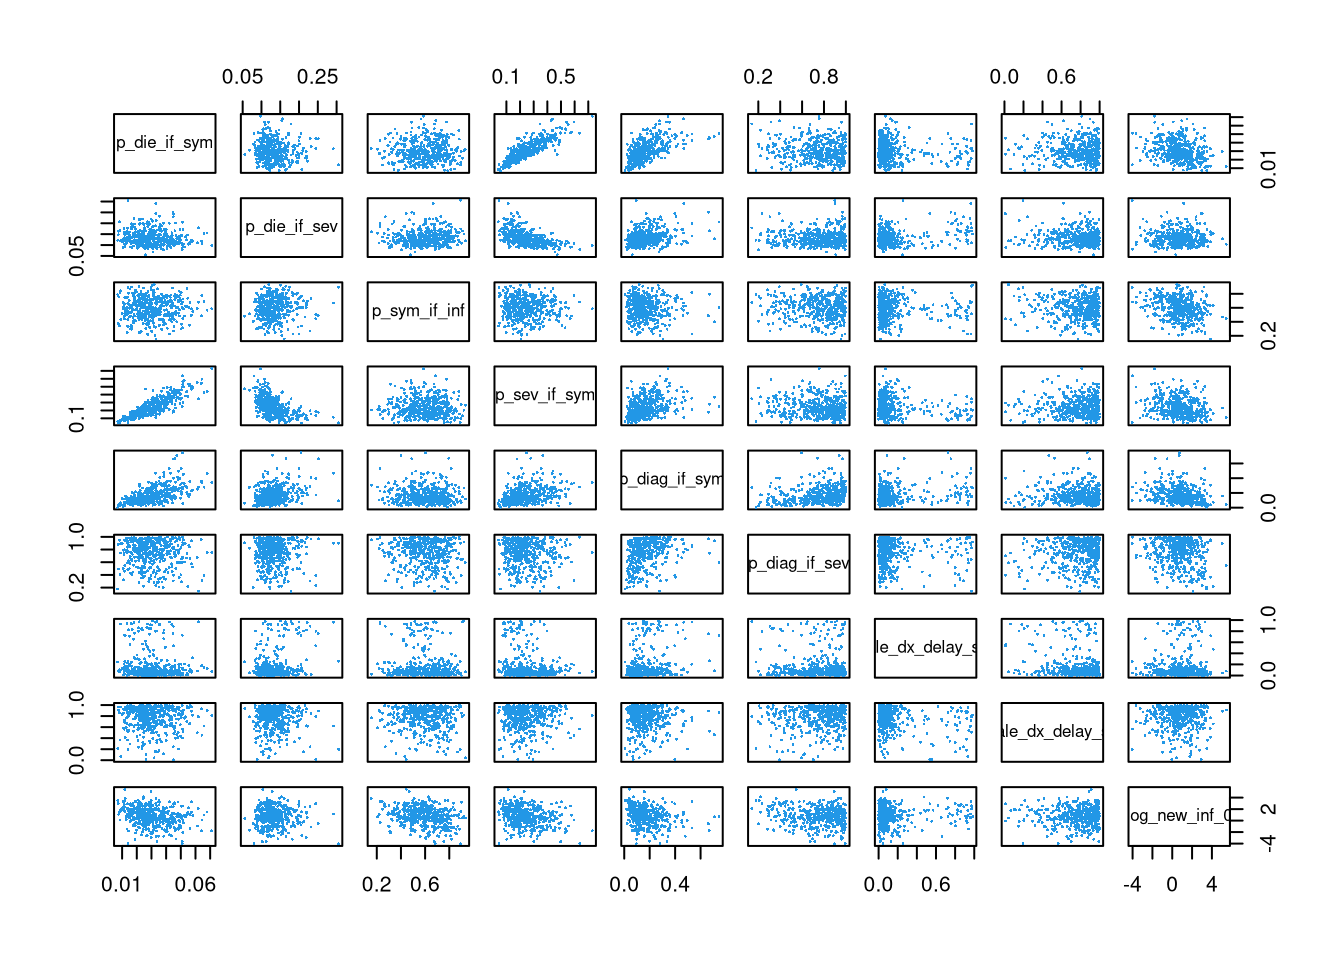 0.05 0.25 0.1 0.5 0.2 0.8 0.0 0.6
p_die_if_sym 0.01
0.05 p_die_if_sev
p_sym_if_inf 0.2
0.1 p_sev_if_sym
p_diag_if_sym 0.0
0.2 1.0 p_diag_if_sev
le_dx_delay_s 0.0 1.0
0.0 1.0 ale_dx_delay_
og_new_inf_0 -4 2
0.01 0.06 0.2 0.6 0.0 0.4 0.0 0.6 -4 0 4